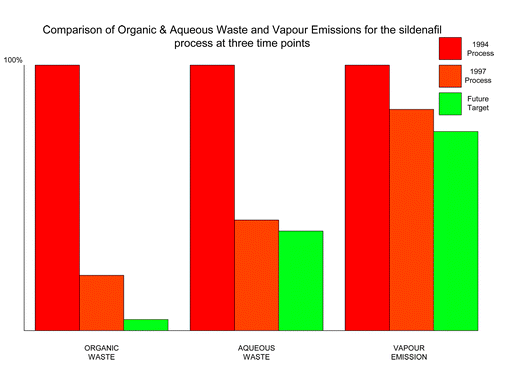 Comparison of Organic & Aqueous Waste and Vapour Emissions for the sildenafil
process at three time points
1994
Process
1997
Process
Future
Target
100%
ORGANIC
WASTE
AQUEOUS
WASTE
VAPOUR
EMISSION